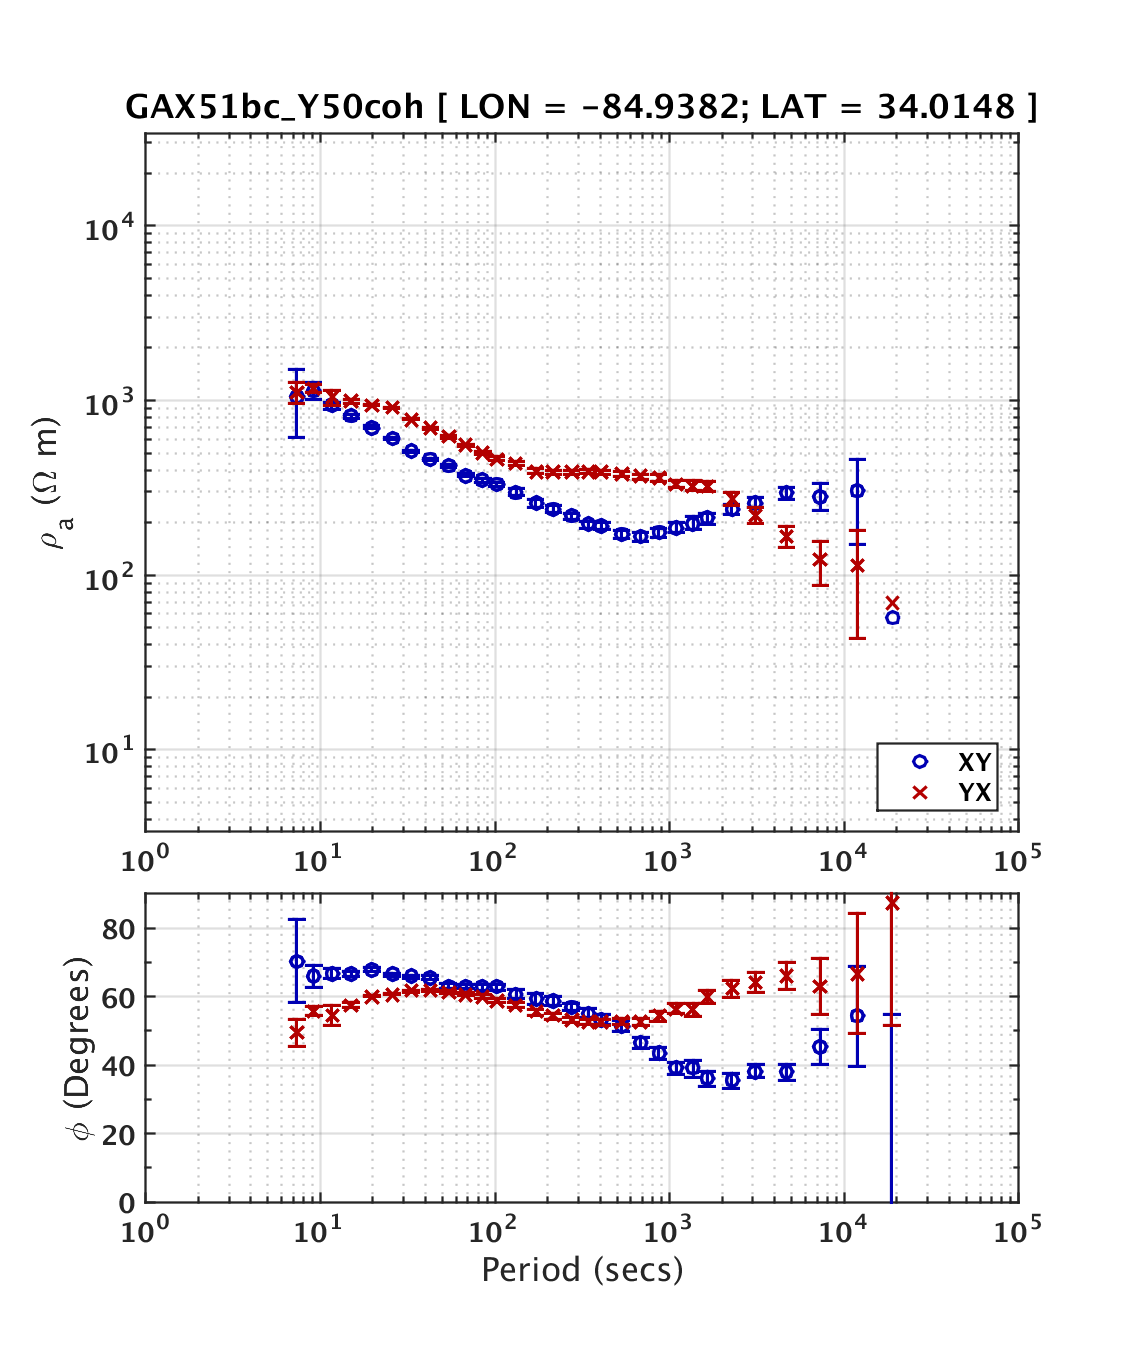 GAX51bc_Y50coh [ LON = -84.9382; LAT = 34.0148 ]
10^4
10^3
10^2
10^1
ρ_a (Ω m)
XY
YX
10^0 10^1 10^2 10^3 10^4 10^5
80
60
40
20
0
ϕ (Degrees)
10^0 10^1 10^2 10^3 10^4 10^5
Period (secs)